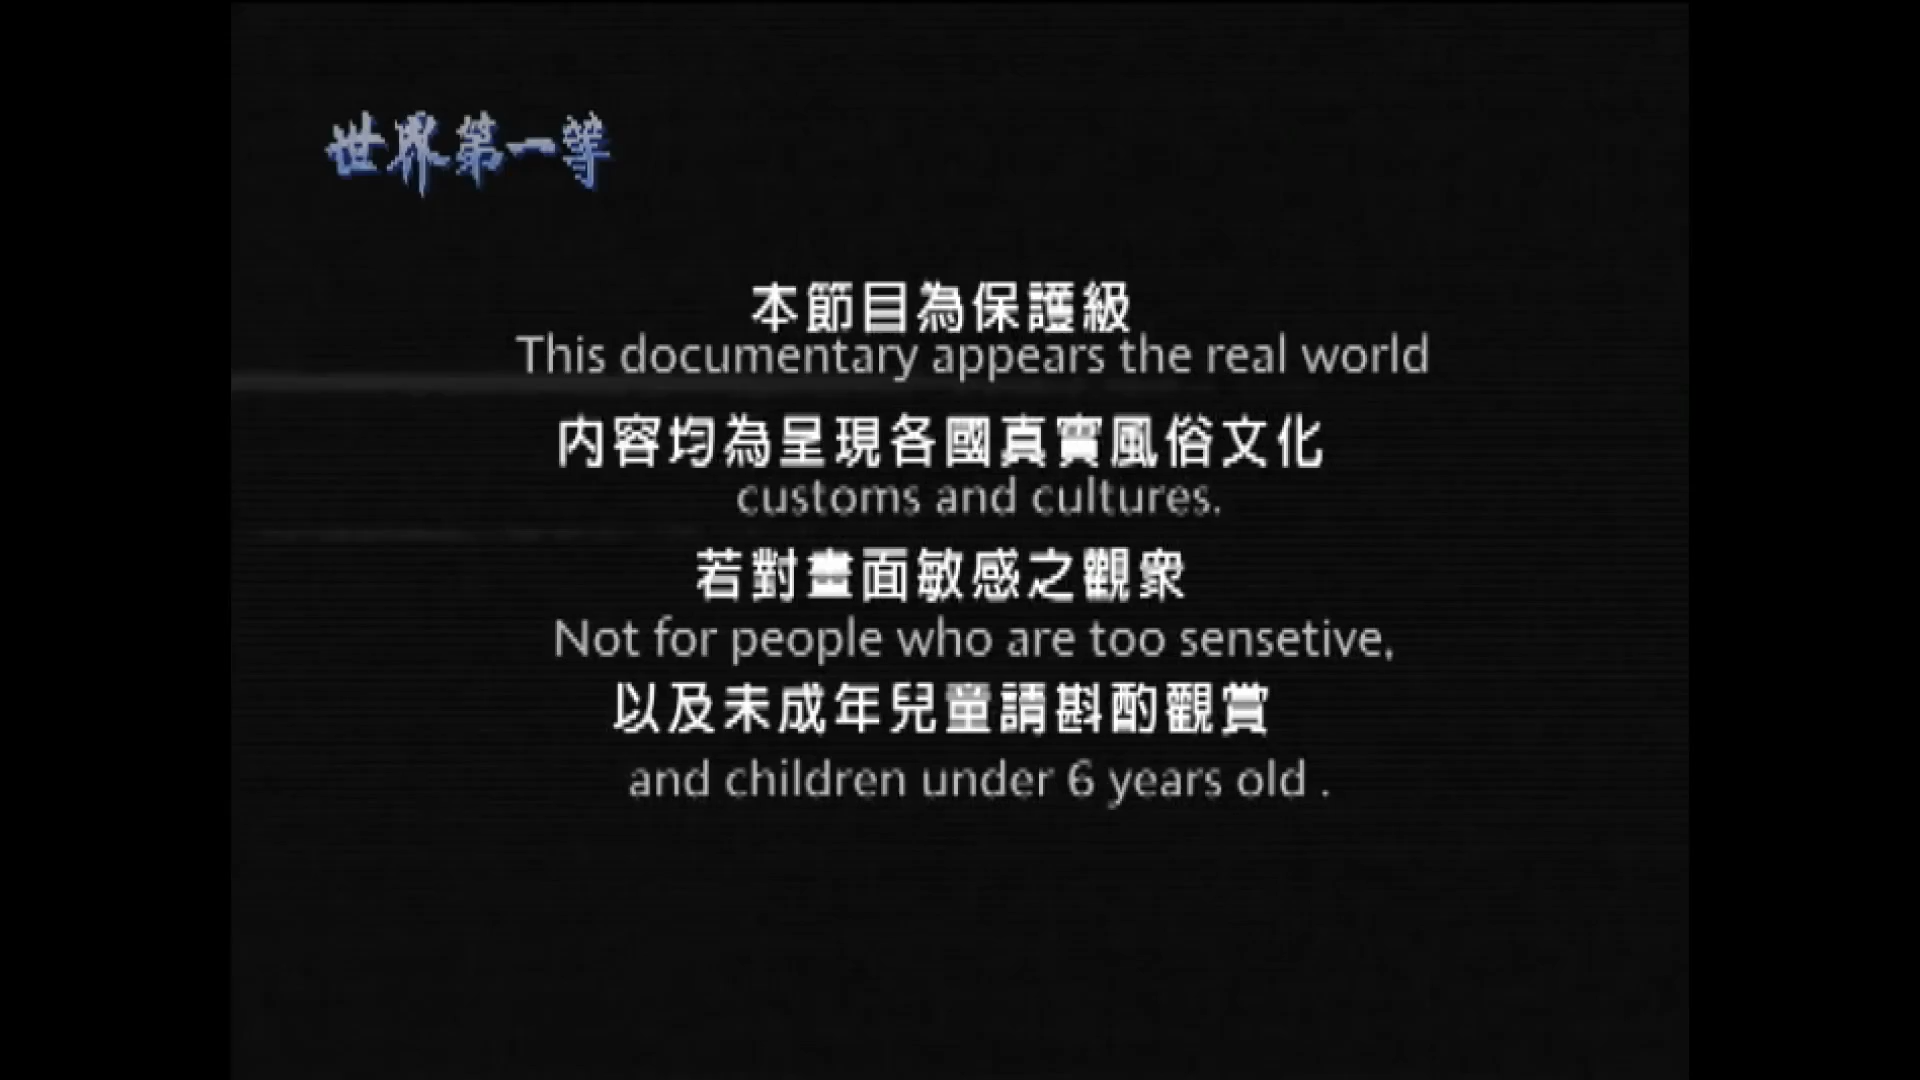 世界第一等
本節目為保護級
This documentary appears the real world
內容均為呈現各國真實風俗文化
customs and cultures.
若對畫面敏感之觀眾
Not for people who are too sensetive,
以及未成年兒童請斟酌觀賞
and children under 6 years old .